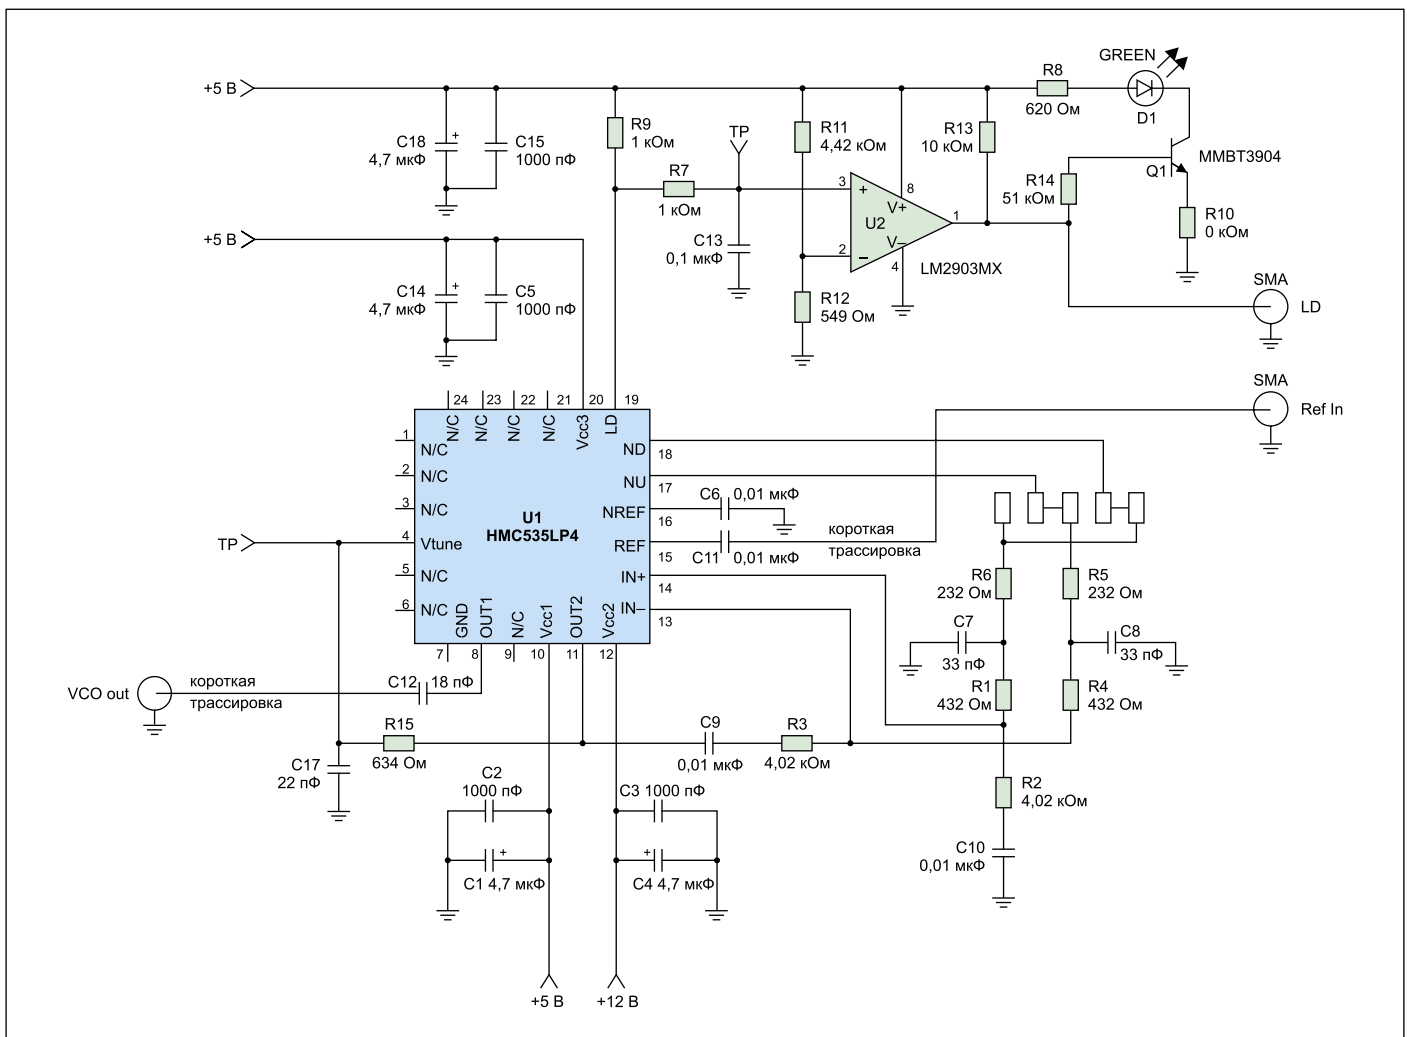 GREEN
+5 В
R8
620 Ом
D1
C18
4,7 мкФ
+
C15
1000 пФ
R9
1 кОм
TP
R11
4,42 кОм
R13
10 кОм
MMBT3904
Q1
R7
1 кОм
3
+
8
V+
U2
1
2
–
V–
4
LM2903MX
R14
51 кОм
R10
0 кОм
C13
0,1 мкФ
+5 В
C14
4,7 мкФ
+
C5
1000 пФ
R12
549 Ом
SMA
LD
SMA
Ref In
24
23
22
21
20
19
N/C
N/C
N/C
N/C
Vcc3
LD
1
N/C
2
N/C
3
N/C
4
Vtune
5
N/C
6
N/C
U1
HMC535LP4
ND
18
NU
17
NREF
16
REF
15
IN+
14
IN–
13
GND
OUT1
N/C
Vcc1
OUT2
Vcc2
7
8
9
10
11
12
TP
C6
0,01 мкФ
C11
0,01 мкФ
короткая
трассировка
R6
232 Ом
R5
232 Ом
C7
33 пФ
C8
33 пФ
R1
432 Ом
R4
432 Ом
VCO out
короткая
трассировка
C12
18 пФ
R15
634 Ом
C9
0,01 мкФ
R3
4,02 кОм
C17
22 пФ
C2
1000 пФ
C3 1000 пФ
+
C1 4,7 мкФ
+
C4 4,7 мкФ
R2
4,02 кОм
C10
0,01 мкФ
+5 В
+12 В